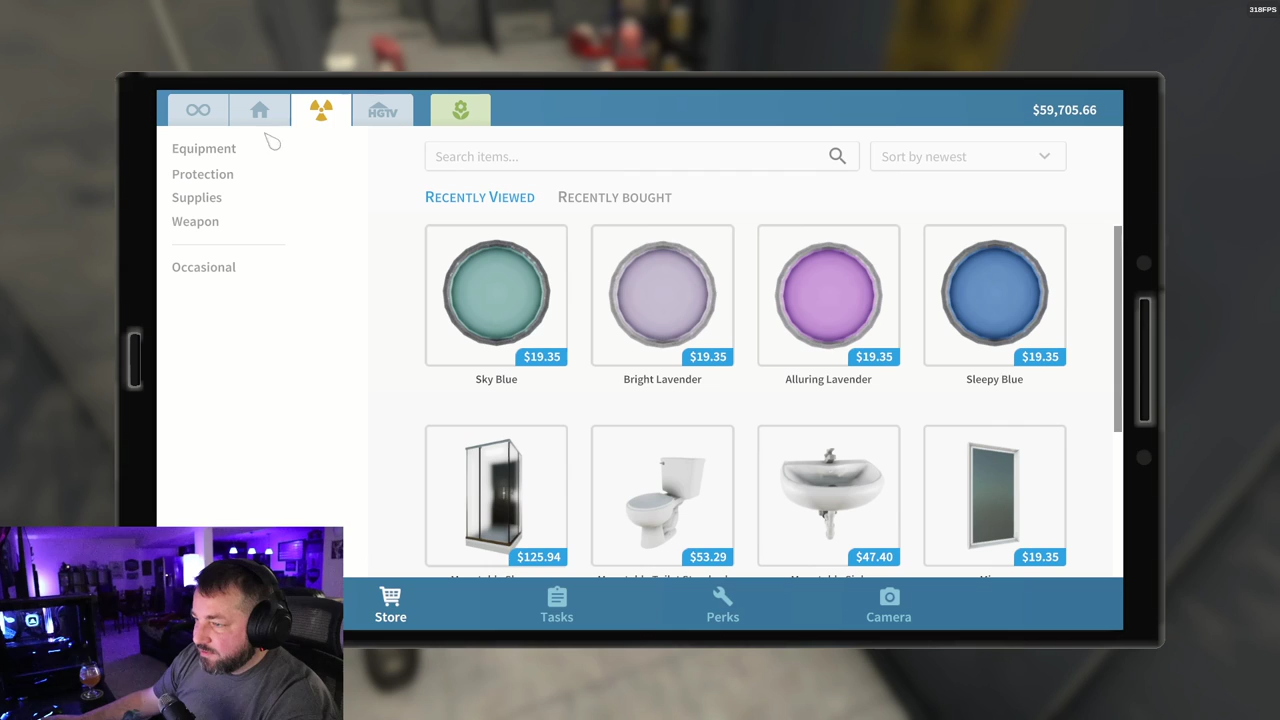 318FPS
HGTV
$59,705.66
Equipment
Protection
Supplies
Weapon
Occasional
Search items...
Sort by newest
RECENTLY VIEWED
RECENTLY BOUGHT
$19.35
$19.35
$19.35
$19.35
Sky Blue
Bright Lavender
Alluring Lavender
Sleepy Blue
$125.94
$53.29
$47.40
$19.35
Store
Tasks
Perks
Camera